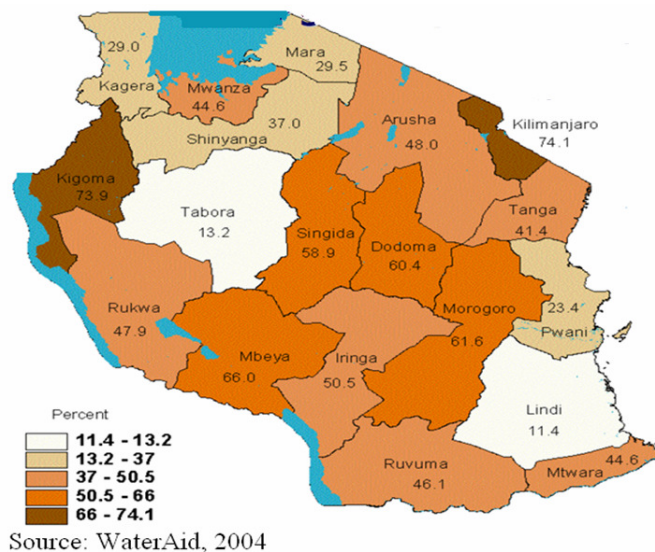 29.0
Kagera
Mara
29.5
Mwanza
44.6
37.0
Shinyanga
Arusha
48.0
Kilimanjaro
74.1
Kigoma
73.9
Tabora
13.2
Singida
58.9
Dodoma
60.4
Tanga
41.4
Rukwa
47.9
Mbeya
66.0
Iringa
50.5
Morogoro
61.6
23.4
Pwani
Lindi
11.4
Ruvuma
46.1
Mtwara
44.6
Percent
11.4 - 13.2
13.2 - 37
37 - 50.5
50.5 - 66
66 - 74.1
Source: WaterAid, 2004